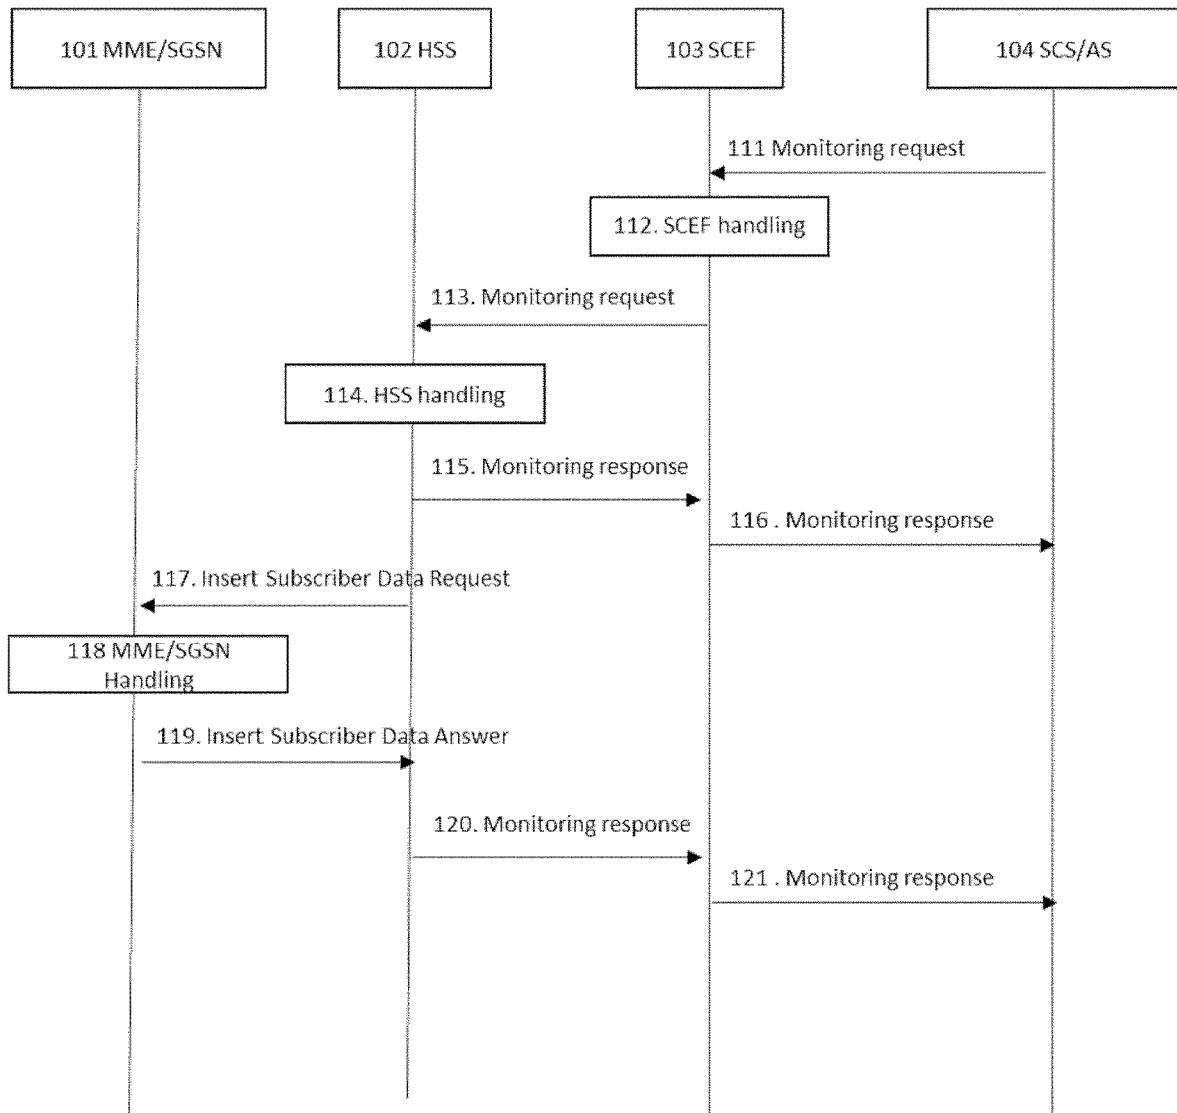 101 MME/SGSN
102 HSS
103 SCEF
104 SCS/AS
111 Monitoring request
112. SCEF handling
113. Monitoring request
114. HSS handling
115. Monitoring response
116 . Monitoring response
117. Insert Subscriber Data Request
118 MME/SGSN
Handling
119. Insert Subscriber Data Answer
120. Monitoring response
121 . Monitoring response